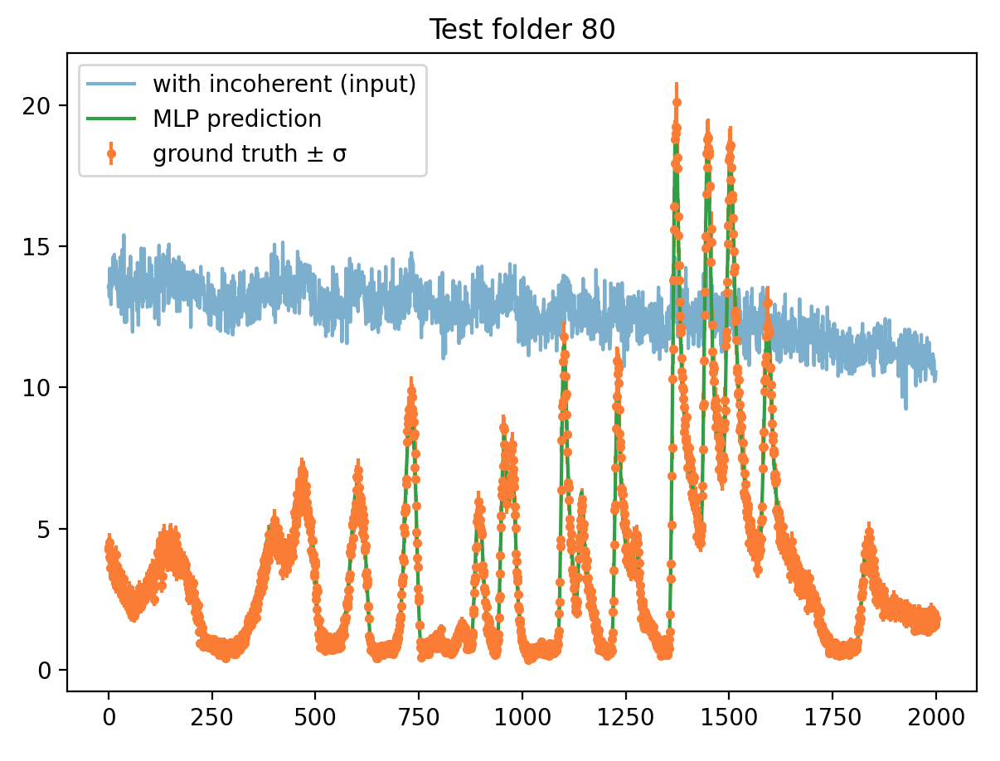 Test folder 80
with incoherent (input)
MLP prediction
ground truth ± σ
20
15
10
5
0
0 250 500 750 1000 1250 1500 1750 2000